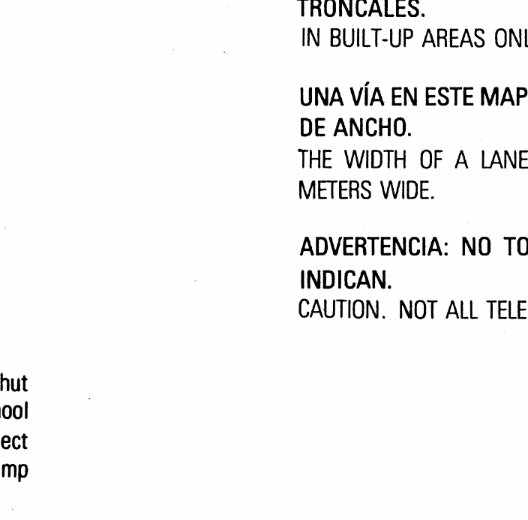 TRONCALES.
IN BUILT-UP AREAS ONL
UNA VÍA EN ESTE MAP
DE ANCHO.
THE WIDTH OF A LANE
METERS WIDE.
ADVERTENCIA: NO TO
INDICAN.
CAUTION. NOT ALL TELE
hut
ool
ect
mp